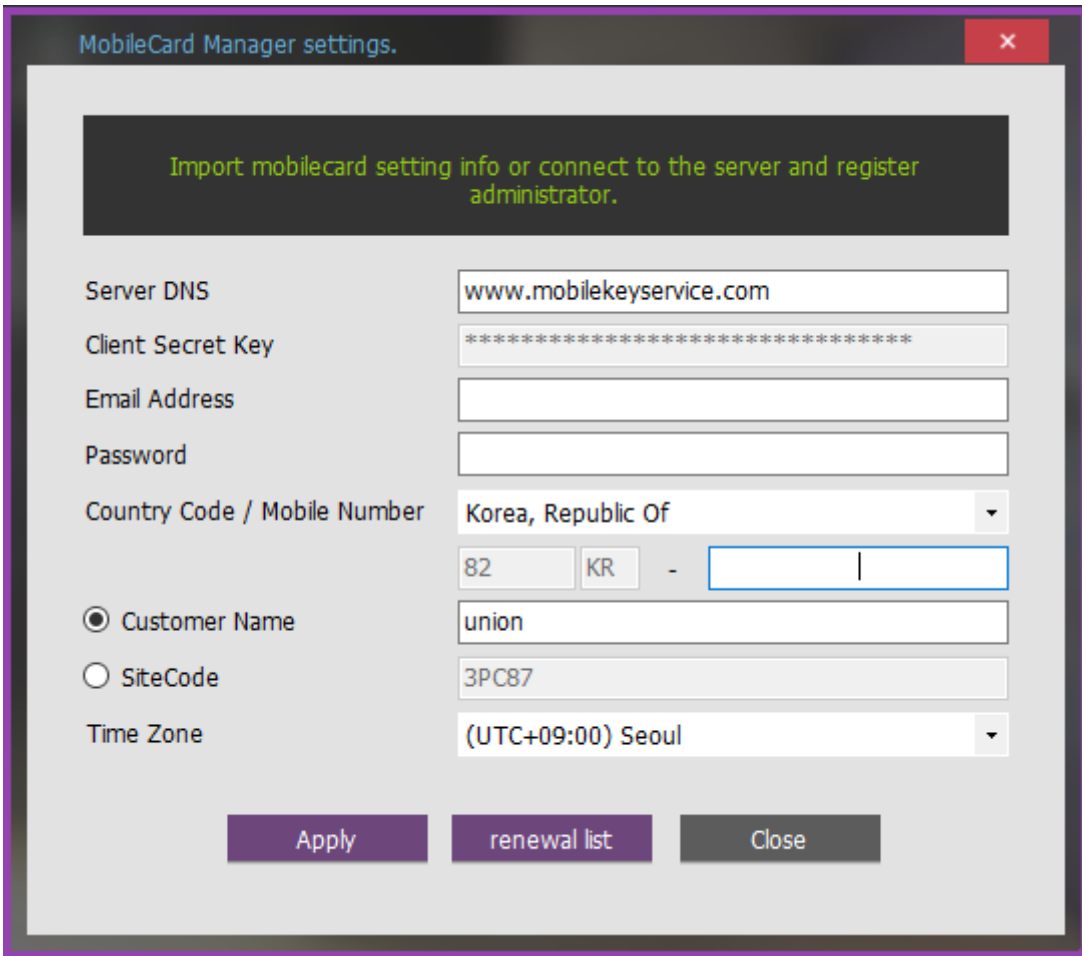 MobileCard Manager settings.
Import mobilecard setting info or connect to the server and register
administrator.
Server DNS www.mobilekeyservice.com
Client Secret Key ********************************
Email Address
Password
Country Code / Mobile Number Korea, Republic Of
82 KR -
Customer Name union
SiteCode 3PC87
Time Zone (UTC+09:00) Seoul
Apply renewal list Close